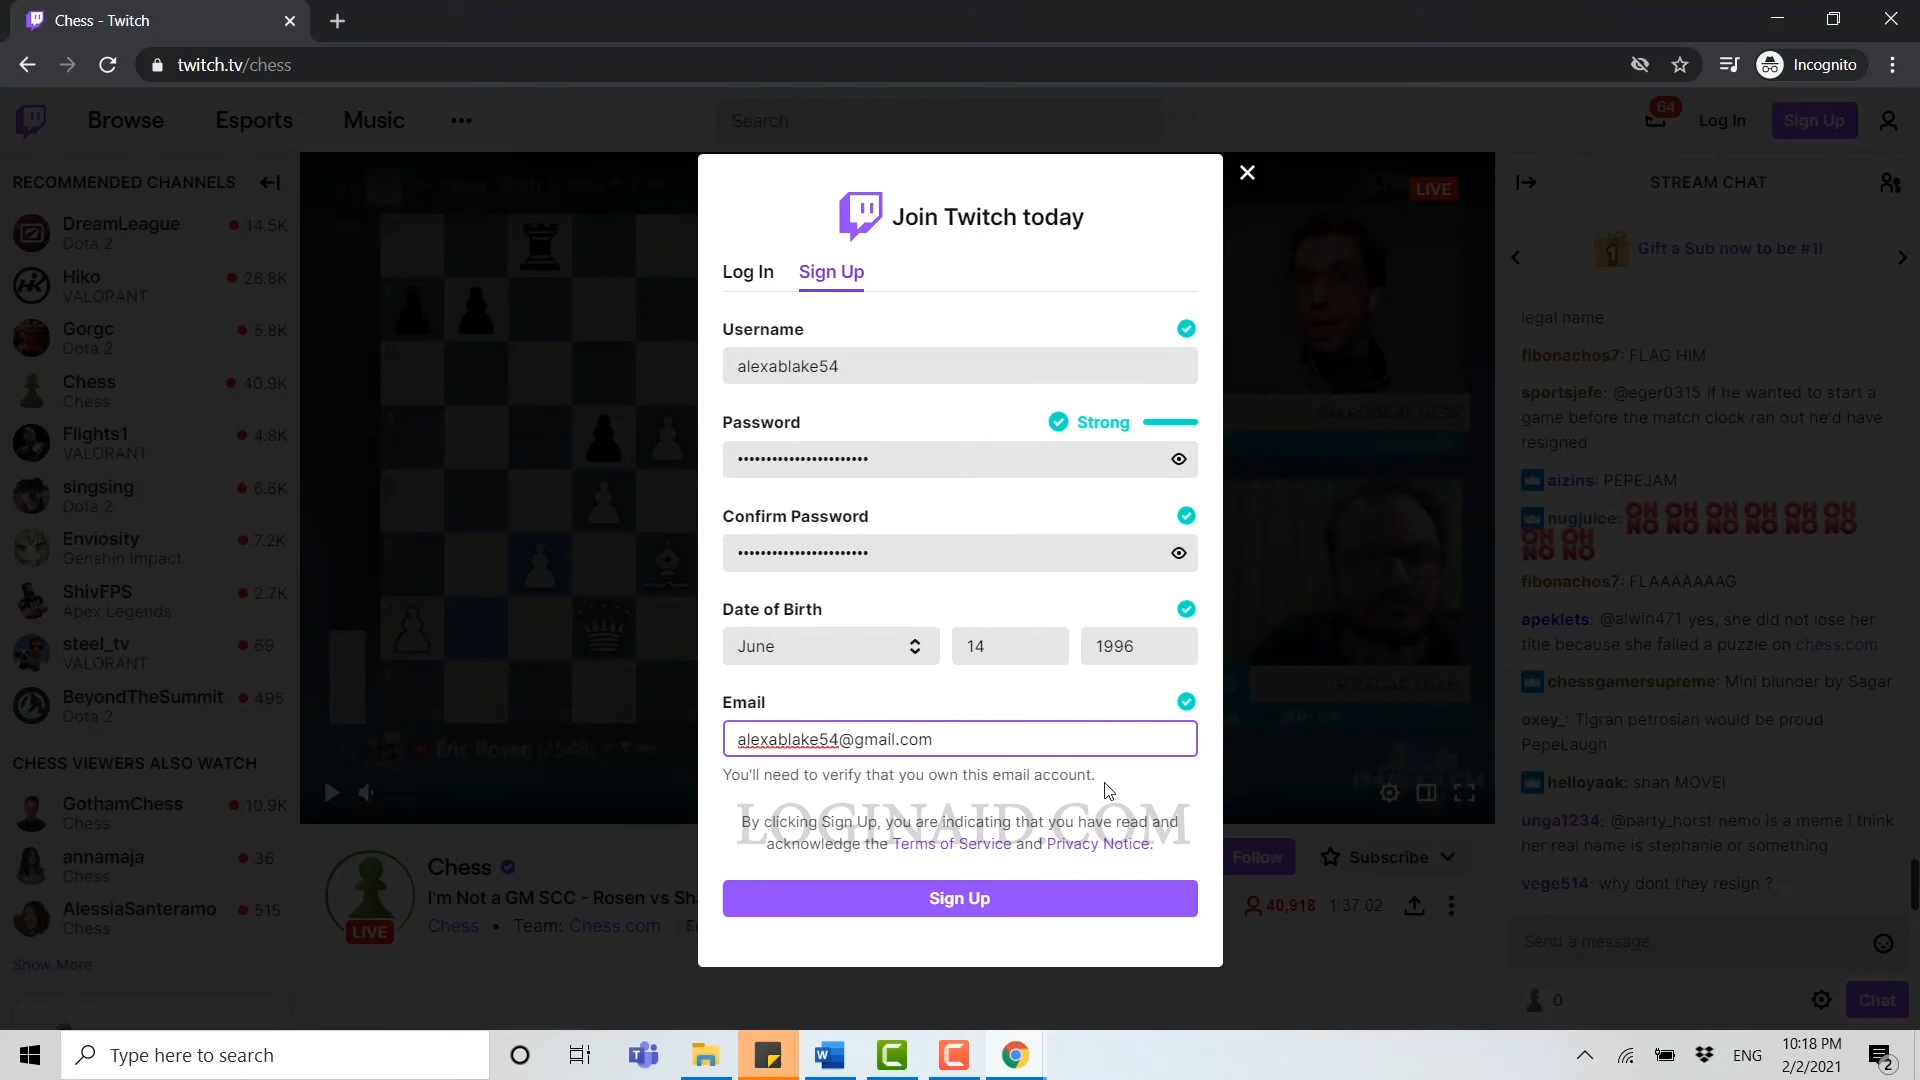 Chess - Twitch
twitch.tv/chess
Incognito
Browse
Esports
Music
Search
64
Log In
Sign Up
RECOMMENDED CHANNELS
DreamLeague
14.5K
Dota 2
Hiko
26.8K
VALORANT
Gorgc
5.8K
Dota 2
Chess
40.9K
Chess
Flights1
4.8K
VALORANT
singsing
6.6K
Dota 2
Enviosity
7.2K
Genshin Impact
ShivFPS
2.7K
Apex Legends
steel_tv
69
VALORANT
BeyondTheSummit
495
Dota 2
CHESS VIEWERS ALSO WATCH
GothamChess
10.9K
Chess
annamaja
36
Chess
AlessiaSanteramo
515
Chess
Show More
LIVE
Eric Rosen (2548)
Join Twitch today
Log In
Sign Up
Username
alexablake54
Password
Strong
•••••••••••••••••••••••
Confirm Password
•••••••••••••••••••••••
Date of Birth
June
14
1996
Email
alexablake54@gmail.com
You'll need to verify that you own this email account.
LOGINAID.COM
By clicking Sign Up, you are indicating that you have read and
acknowledge the Terms of Service and Privacy Notice.
Sign Up
Chess
I'm Not a GM SCC - Rosen vs
Chess • Team: Chess.com
LIVE
Follow
Subscribe
40,918
1:37:02
STREAM CHAT
1
Gift a Sub now to be #1!
legal name
fibonachos7: FLAG HIM
sportsjefe: @eger0315 if he wanted to start a
game before the match clock ran out he'd have
resigned
aizins: PEPEJAM
nugjuice: OH NO OH NO OH NO OH NO OH NO OH NO
OH NO OH NO
fibonachos7: FLAAAAAAAG
apeklets: @alwin471 yes, she did not lose her
title because she failed a puzzle on chess.com
chessgamersupreme: Mini blunder by Sagar
oxey_: Tigran petrosian would be proud
PepeLaugh
helloyaok: shah MOVE!
unga1234: @party_horst nemo is a meme i think
her real name is stephanie or something
vege514: why dont they resign ?
Send a message
0
Chat
Type here to search
ENG
10:18 PM
2/2/2021
2